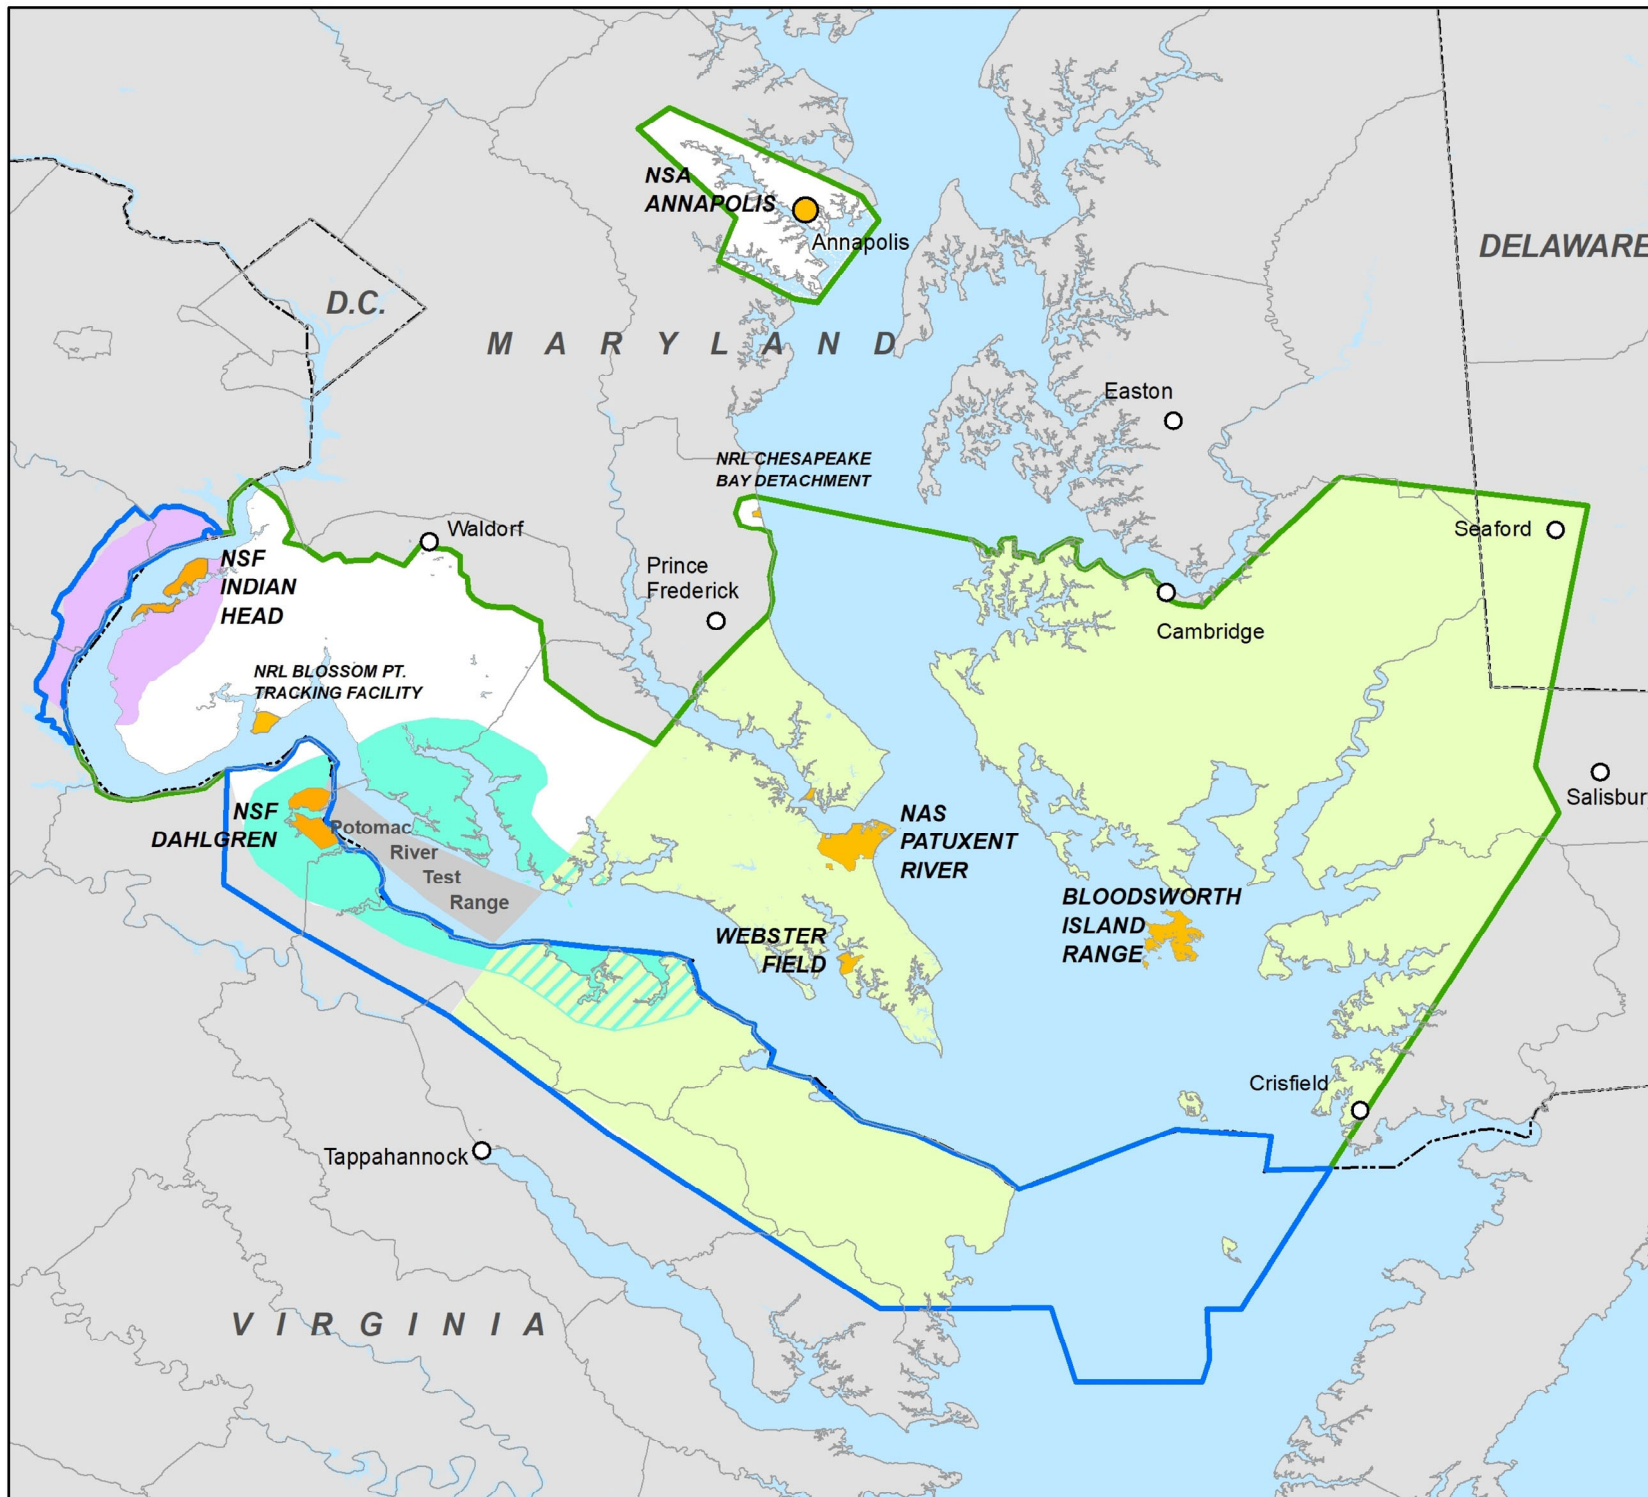 NSA
ANNAPOLIS
Annapolis
DELAWARE
D.C.
MARYLAND
Easton
NRL CHESAPEAKE
BAY DETACHMENT
Waldorf
Seaford
NSF
INDIAN
HEAD
Prince
Frederick
Cambridge
NRL BLOSSOM PT.
TRACKING FACILITY
Salisbur
NSF
DAHLGREN
Potomac
River
Test
Range
NAS
PATUXENT
RIVER
BLOODSWORTH
ISLAND
RANGE
WEBSTER
FIELD
Crisfield
Tappahannock
VIRGINIA